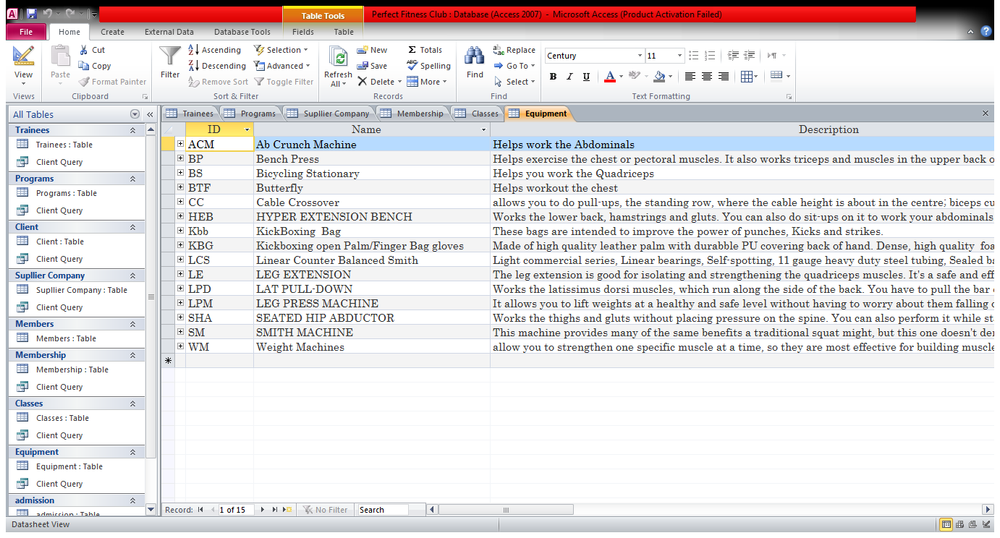 Table Tools
Perfect Fitness Club : Database (Access 2007) - Microsoft Access (Product Activation Failed)
File Home Create External Data Database Tools Fields Table
View
Views
Paste
Cut
Copy
Format Painter
Clipboard
Filter
Ascending
Descending
Remove Sort
Selection
Advanced
Toggle Filter
Sort & Filter
Refresh
All
New
Save
Delete
Totals
Spelling
More
Records
Find
Replace
Go To
Select
Find
Century 11
B I U A
Text Formatting
All Tables
Trainees
Trainees : Table
Client Query
Programs
Programs : Table
Client Query
Client
Client : Table
Client Query
Supllier Company
Supllier Company : Table
Client Query
Members
Members : Table
Membership
Membership : Table
Client Query
Classes
Classes : Table
Client Query
Equipment
Equipment : Table
Client Query
admission
admission : Table
Trainees Programs Supllier Company Membership Classes Equipment
ID Name Description
ACM Ab Crunch Machine Helps work the Abdominals
BP Bench Press Helps exercise the chest or pectoral muscles. It also works triceps and muscles in the upper back o
BS Bicycling Stationary Helps you work the Quadriceps
BTF Butterfly Helps workout the chest
CC Cable Crossover allows you to do pull-ups, the standing row, where the cable height is about in the centre; biceps cu
HEB HYPER EXTENSION BENCH Works the lower back, hamstrings and gluts. You can also do sit-ups on it to work your abdominals
Kbb KickBoxing Bag These bags are intended to improve the power of punches, Kicks and strikes.
KBG Kickboxing open Palm/Finger Bag gloves Made of high quality leather palm with durabble PU covering back of hand. Dense, high quality foa
LCS Linear Counter Balanced Smith Light commercial series, Linear bearings, Self-spotting, 11 gauge heavy duty steel tubing, Sealed ba
LE LEG EXTENSION The leg extension is good for isolating and strengthening the quadriceps muscles. It's a safe and eff
LPD LAT PULL-DOWN Works the latissimus dorsi muscles, which run along the side of the back. You have to pull the bar
LPM LEG PRESS MACHINE It allows you to lift weights at a healthy and safe level without having to worry about them falling
SHA SEATED HIP ABDUCTOR Works the thighs and gluts without placing pressure on the spine. You can also perform it while st
SM SMITH MACHINE This machine provides many of the same benefits a traditional squat might, but this one doesn't de
WM Weight Machines allow you to strengthen one specific muscle at a time, so they are most effective for building muscle
Record: 1 of 15 No Filter Search
Datasheet View